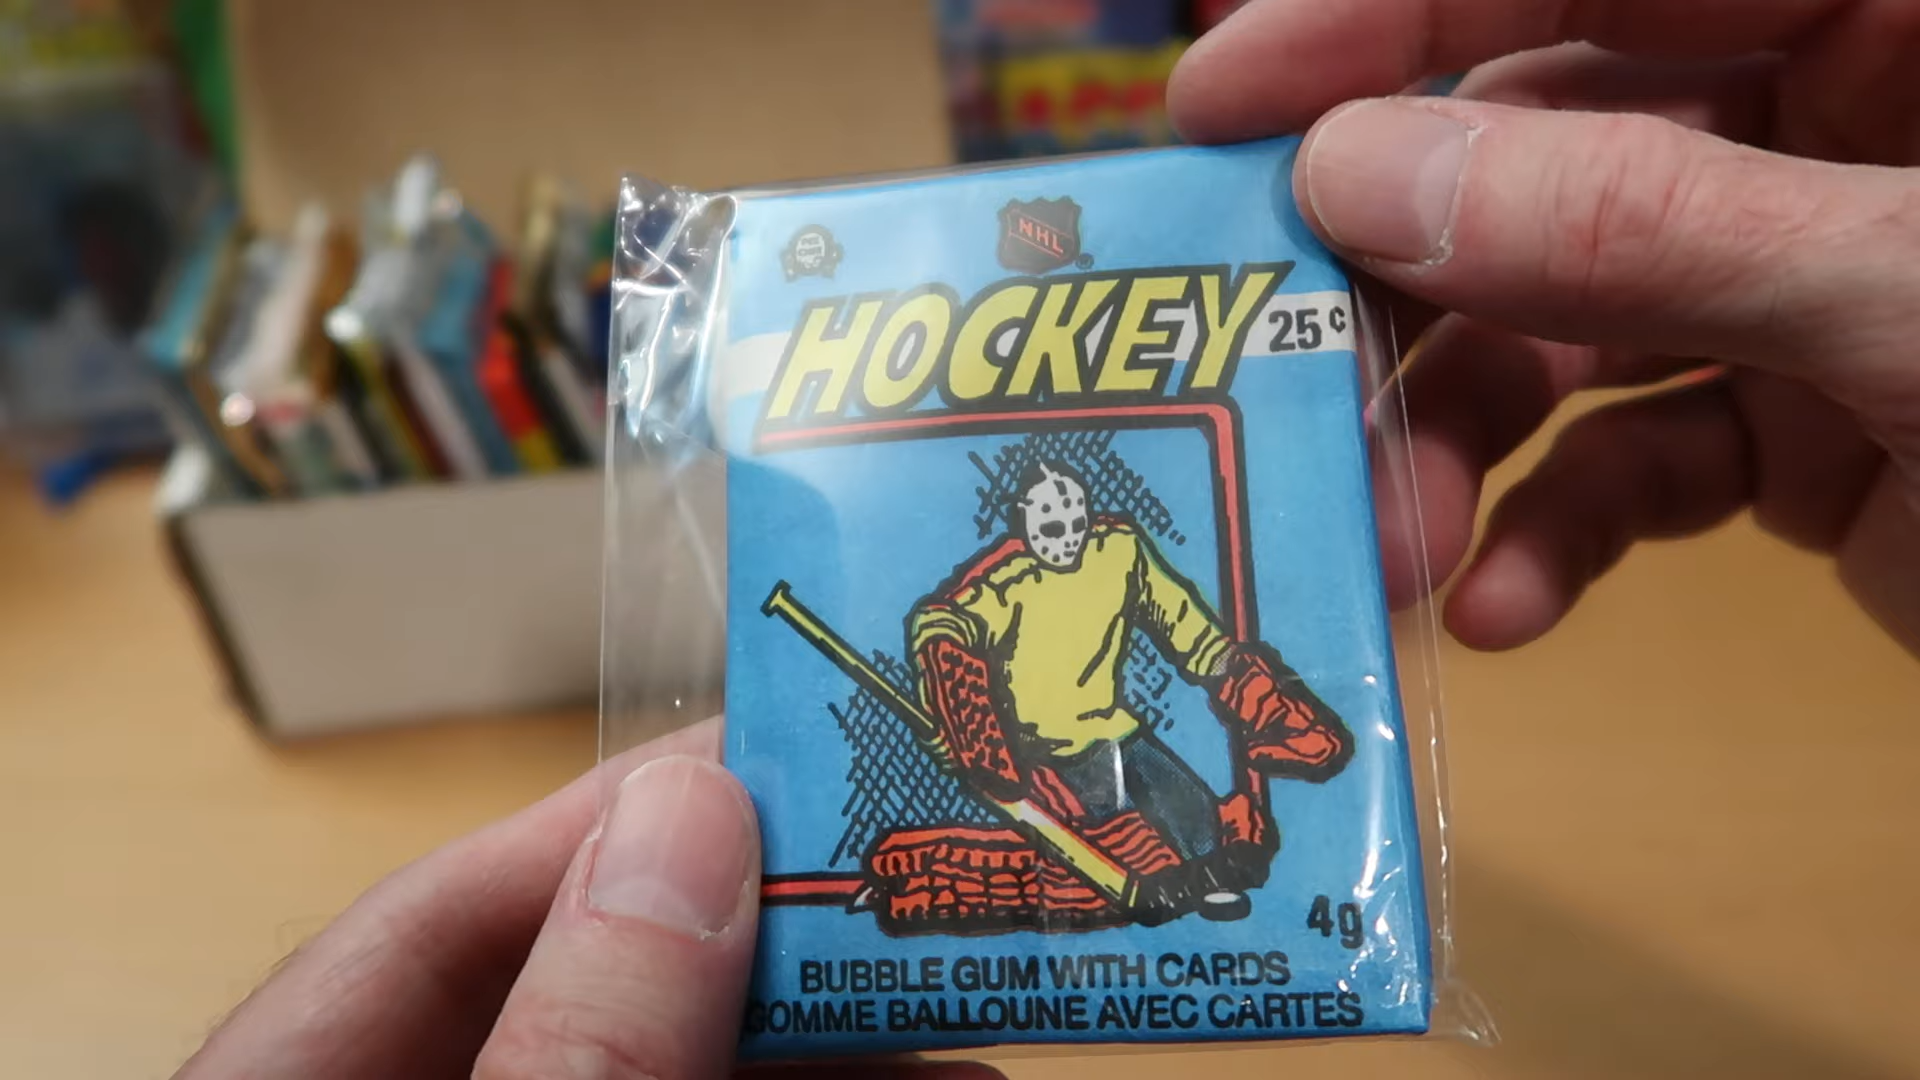 NHL
HOCKEY
25¢
4g
BUBBLE GUM WITH CARDS
GOMME BALLOUNE AVEC CARTES